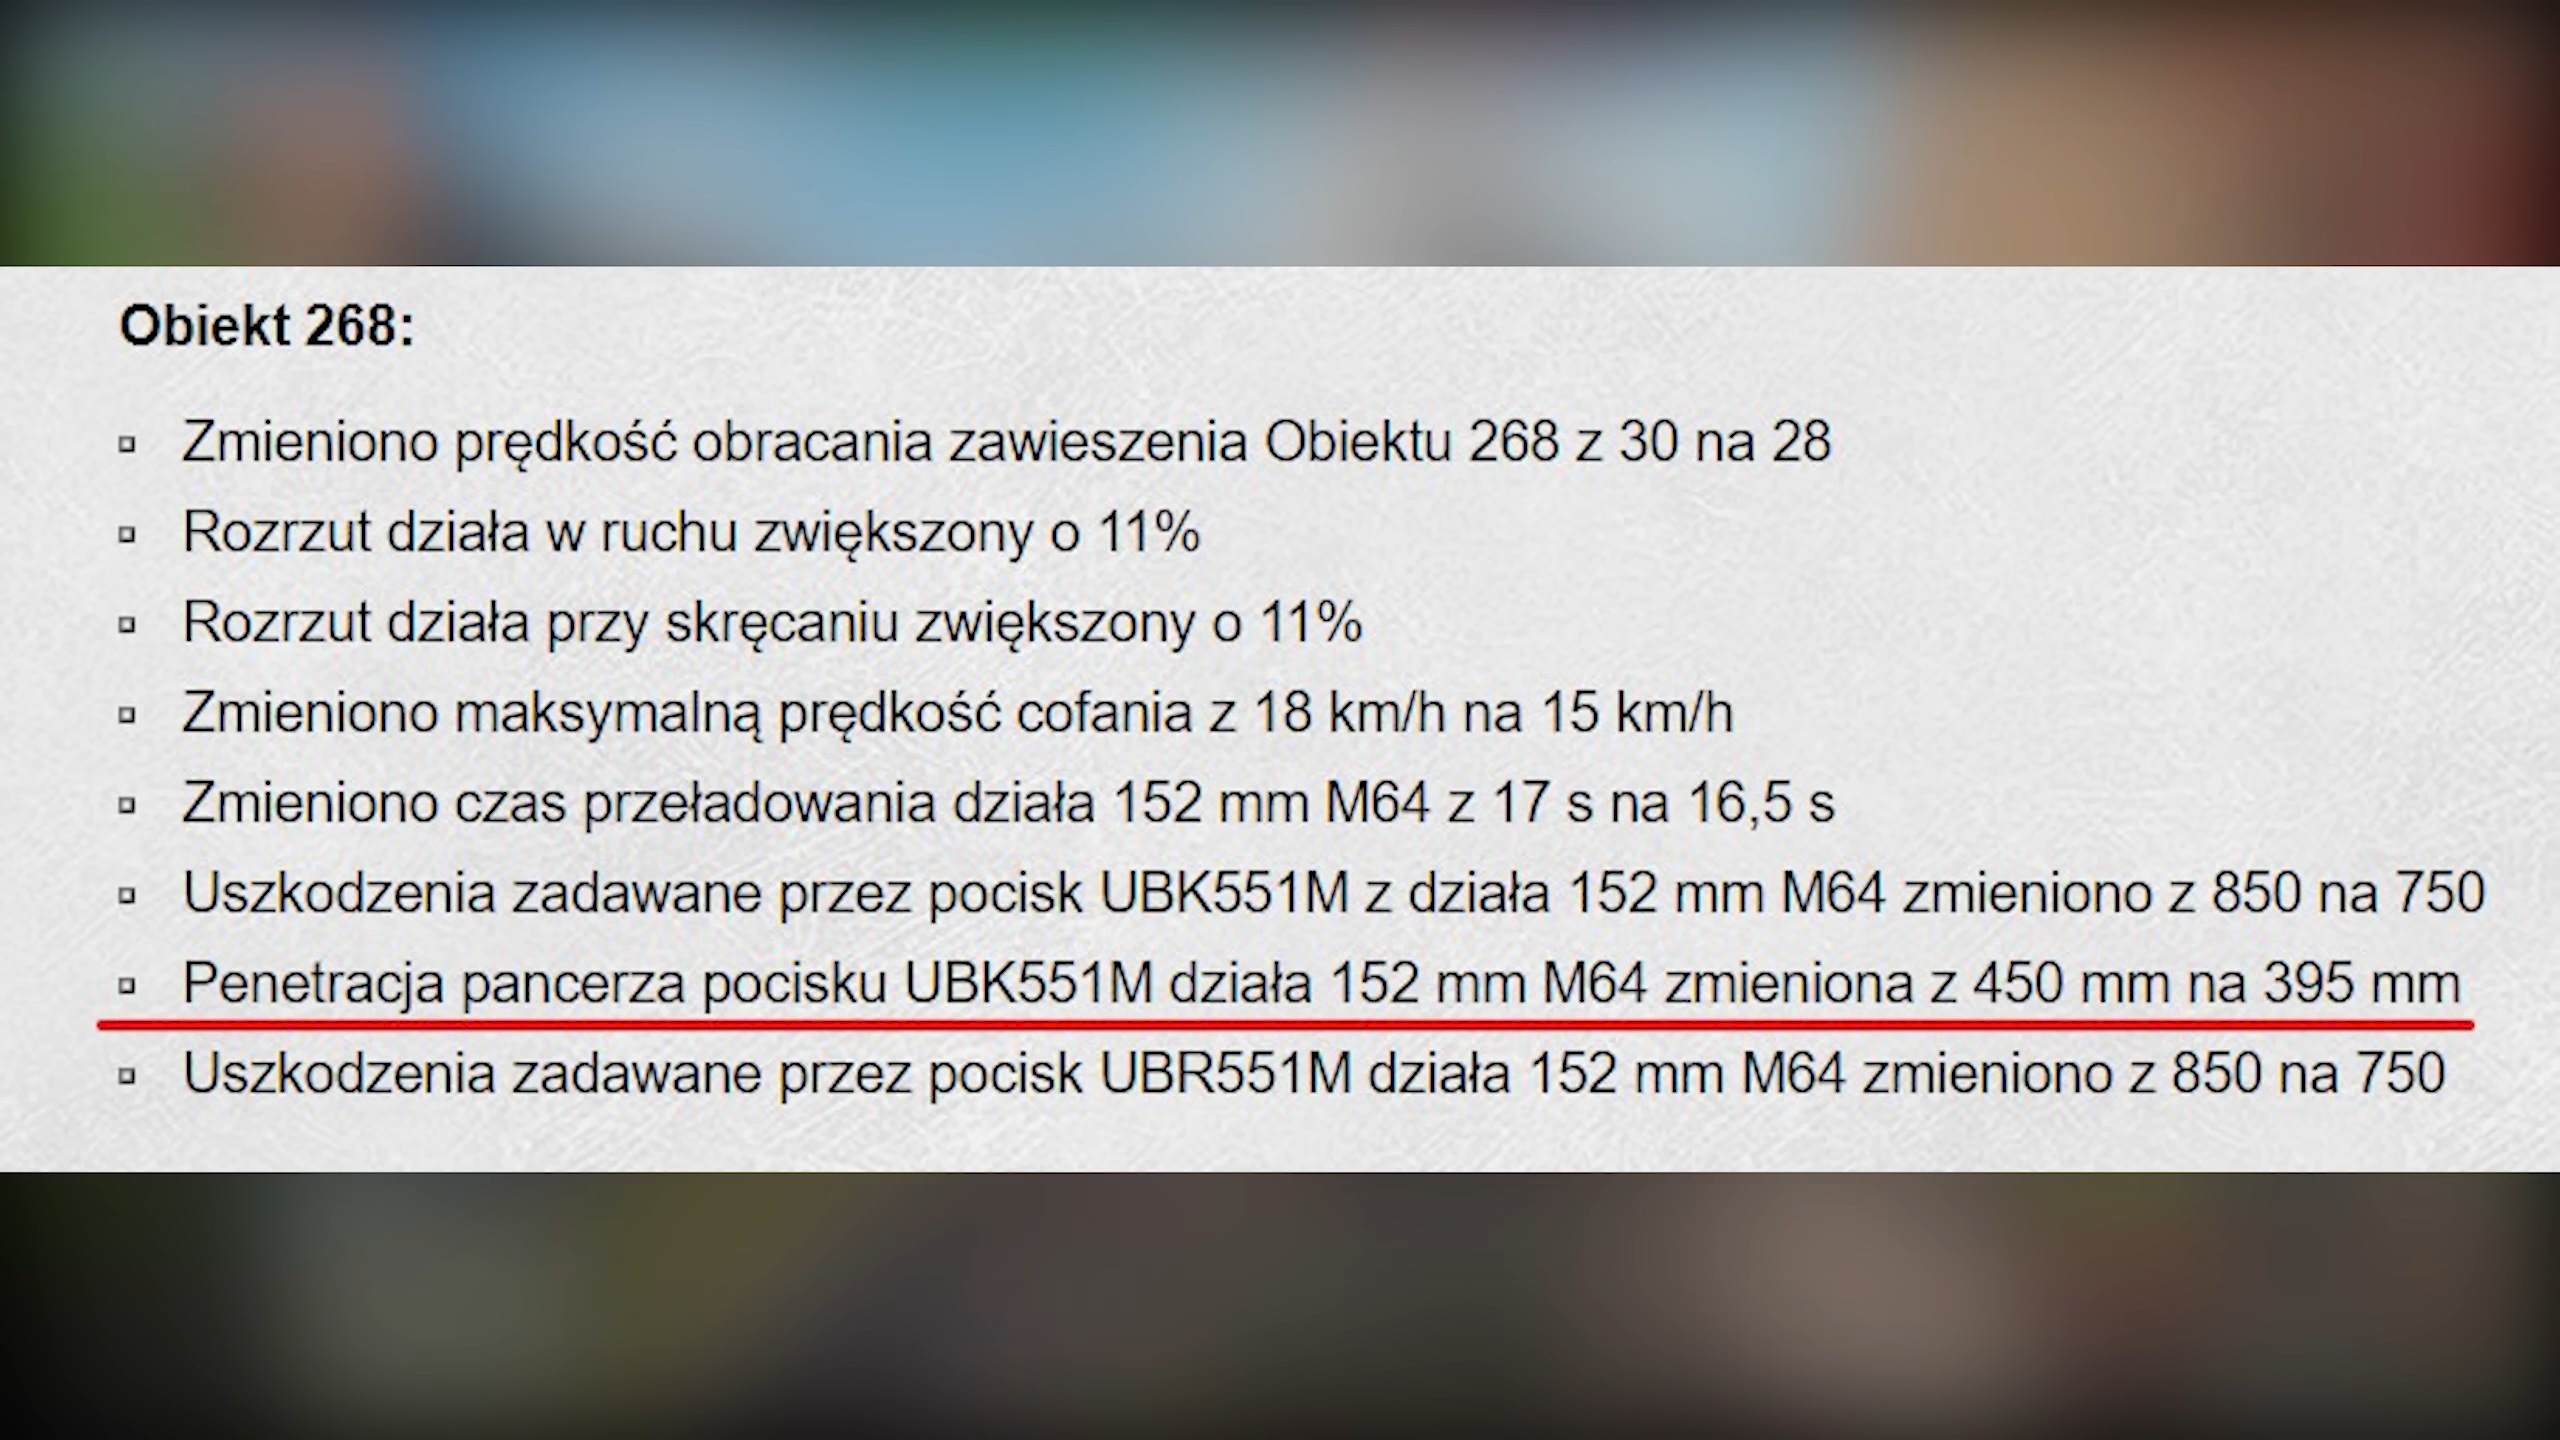 Obiekt 268:
Zmieniono prędkość obracania zawieszenia Obiektu 268 z 30 na 28
Rozrzut działa w ruchu zwiększony o 11%
Rozrzut działa przy skręcaniu zwiększony o 11%
Zmieniono maksymalną prędkość cofania z 18 km/h na 15 km/h
Zmieniono czas przeładowania działa 152 mm M64 z 17 s na 16,5 s
Uszkodzenia zadawane przez pocisk UBK551M z działa 152 mm M64 zmieniono z 850 na 750
Penetracja pancerza pocisku UBK551M działa 152 mm M64 zmieniona z 450 mm na 395 mm
Uszkodzenia zadawane przez pocisk UBR551M działa 152 mm M64 zmieniono z 850 na 750